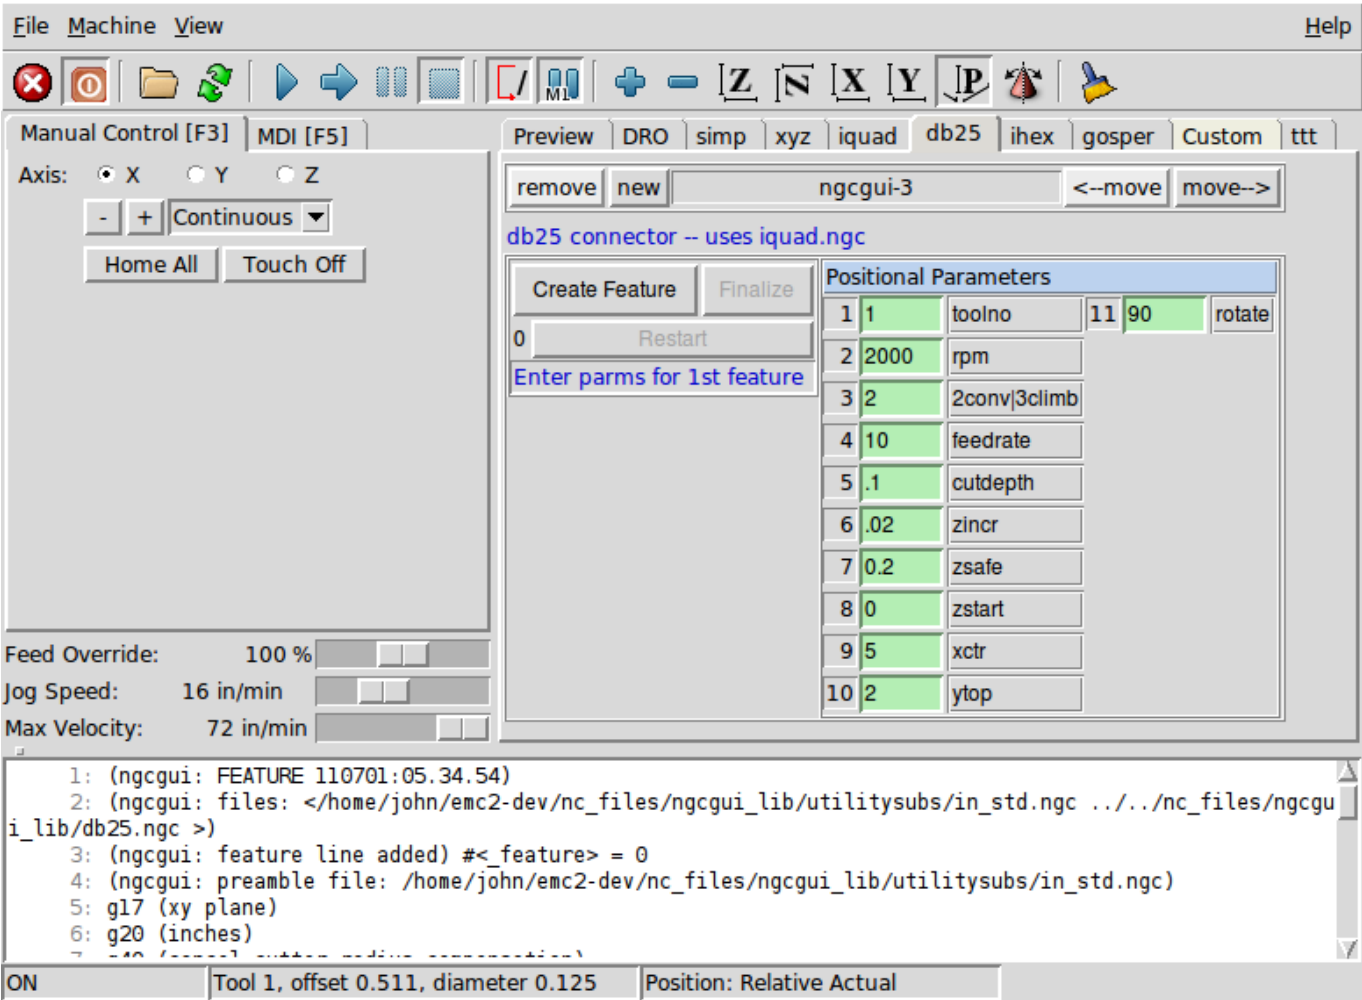 File Machine View Help
M1 Z N X Y P
Manual Control [F3] MDI [F5] Preview DRO simp xyz iquad db25 ihex gosper Custom ttt
Axis: X Y Z
- + Continuous
Home All Touch Off
remove new ngcgui-3 <--move move-->
db25 connector -- uses iquad.ngc
Create Feature Finalize
0 Restart
Enter parms for 1st feature
Positional Parameters
1 1 toolno 11 90 rotate
2 2000 rpm
3 2 2conv|3climb
4 10 feedrate
5 .1 cutdepth
6 .02 zincr
7 0.2 zsafe
8 0 zstart
9 5 xctr
10 2 ytop
Feed Override: 100 %
Jog Speed: 16 in/min
Max Velocity: 72 in/min
1: (ngcgui: FEATURE 110701:05.34.54)
2: (ngcgui: files: </home/john/emc2-dev/nc_files/ngcgui_lib/utilitysubs/in_std.ngc ../../nc_files/ngcgu
i_lib/db25.ngc >)
3: (ngcgui: feature line added) #<_feature> = 0
4: (ngcgui: preamble file: /home/john/emc2-dev/nc_files/ngcgui_lib/utilitysubs/in_std.ngc)
5: g17 (xy plane)
6: g20 (inches)
ON Tool 1, offset 0.511, diameter 0.125 Position: Relative Actual